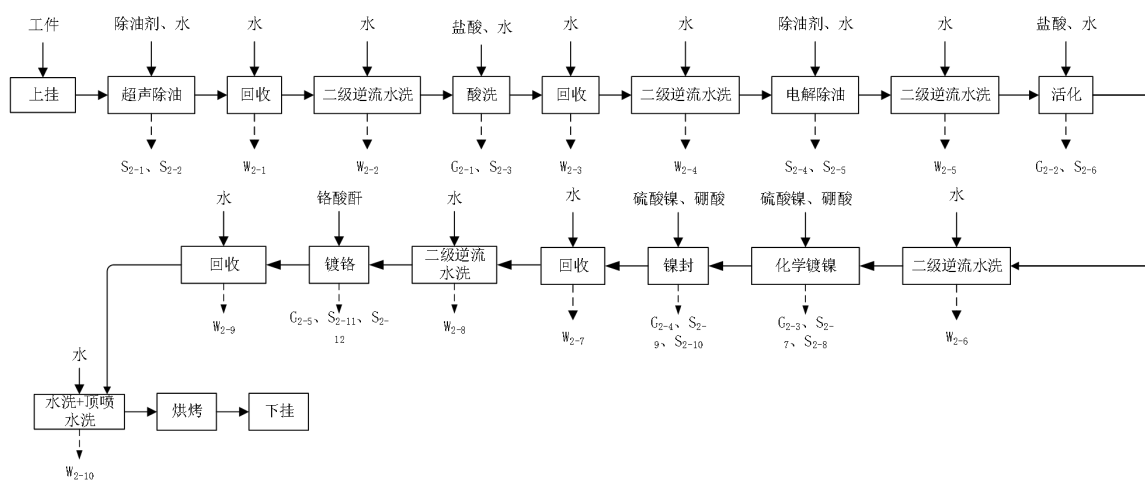 工件
除油剂、水
水
水
盐酸、水
水
水
除油剂、水
水
盐酸、水
上挂
超声除油
回收
二级逆流水洗
酸洗
回收
二级逆流水洗
电解除油
二级逆流水洗
活化
S2-1、S2-2
W2-1
W2-2
G2-1、S2-3
W2-3
W2-4
S2-4、S2-5
W2-5
G2-2、S2-6
水
铬酸酐
水
水
硫酸镍、硼酸
硫酸镍、硼酸
水
回收
镀铬
二级逆流
水洗
回收
镍封
化学镀镍
二级逆流水洗
W2-9
G2-5、S2-11、S2-
12
W2-8
W2-7
G2-4、S2-
9、S2-10
G2-3、S2-
7、S2-8
W2-6
水
水洗+顶喷
水洗
烘烤
下挂
W2-10